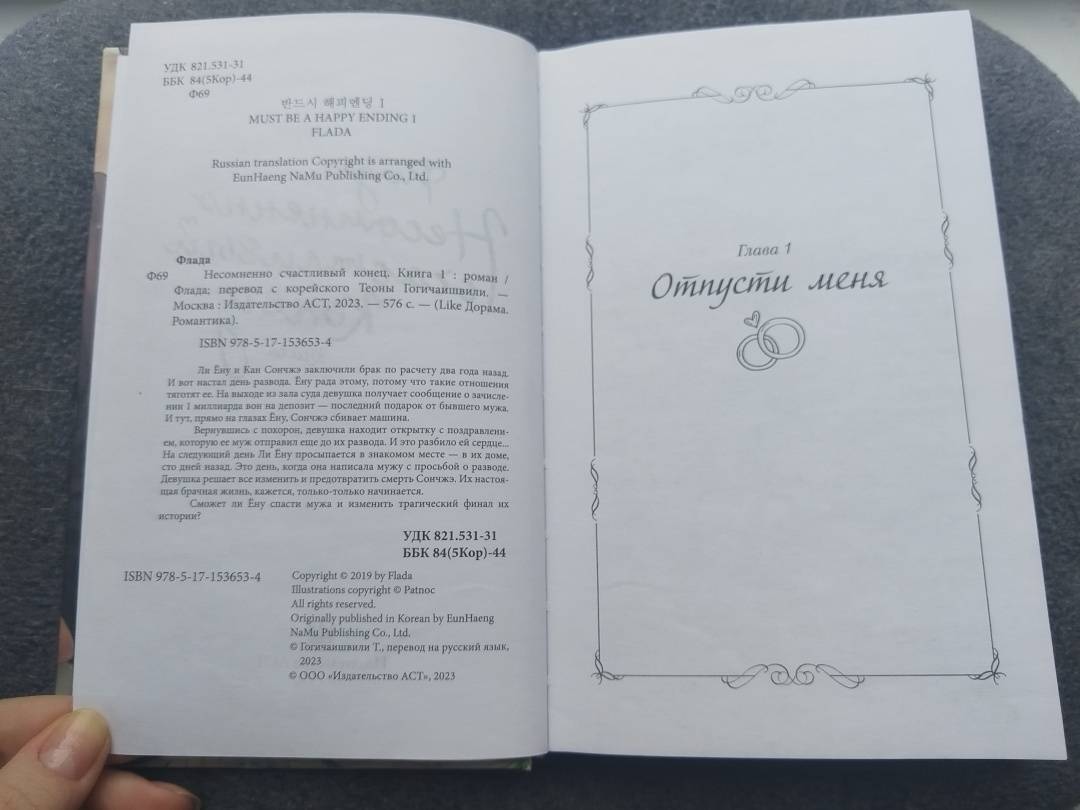 УДК 821.531-31
ББК 84(5Кор)-44
Ф69
반드시 해피엔딩 1
MUST BE A HAPPY ENDING 1
FLADA
Russian translation Copyright is arranged with
EunHaeng NaMu Publishing Co., Ltd.
Флада
Ф69 Несомненно счастливый конец. Книга 1 : роман /
Флада; перевод с корейского Теоны Гогичаишвили. —
Москва : Издательство АСТ, 2023. — 576 с. — (Like Дорама.
Романтика).
ISBN 978-5-17-153653-4
Ли Ёну и Кан Сончжэ заключили брак по расчету два года назад.
И вот настал день развода. Ёну рада этому, потому что такие отношения
тяготят ее. На выходе из зала суда девушка получает сообщение о зачисле-
нии 1 миллиарда вон на депозит — последний подарок от бывшего мужа.
И тут, прямо на глазах Ёну, Сончжэ сбивает машина.
Вернувшись с похорон, девушка находит открытку с поздравлени-
ем, которую ее муж отправил еще до их развода. И это разбило ей сердце...
На следующий день Ли Ёну просыпается в знакомом месте — в их доме,
сто дней назад. Это день, когда она написала мужу с просьбой о разводе.
Девушка решает все изменить и предотвратить смерть Сончжэ. Их настоя-
щая брачная жизнь, кажется, только-только начинается.
Сможет ли Ёну спасти мужа и изменить трагический финал их
истории?
УДК 821.531-31
ББК 84(5Кор)-44
ISBN 978-5-17-153653-4
Copyright © 2019 by Flada
Illustrations copyright © Patnoc
All rights reserved.
Originally published in Korean by EunHaeng
NaMu Publishing Co., Ltd.
© Гогичаишвили Т., перевод на русский язык,
2023
© ООО «Издательство АСТ», 2023
Глава 1
Отпусти меня